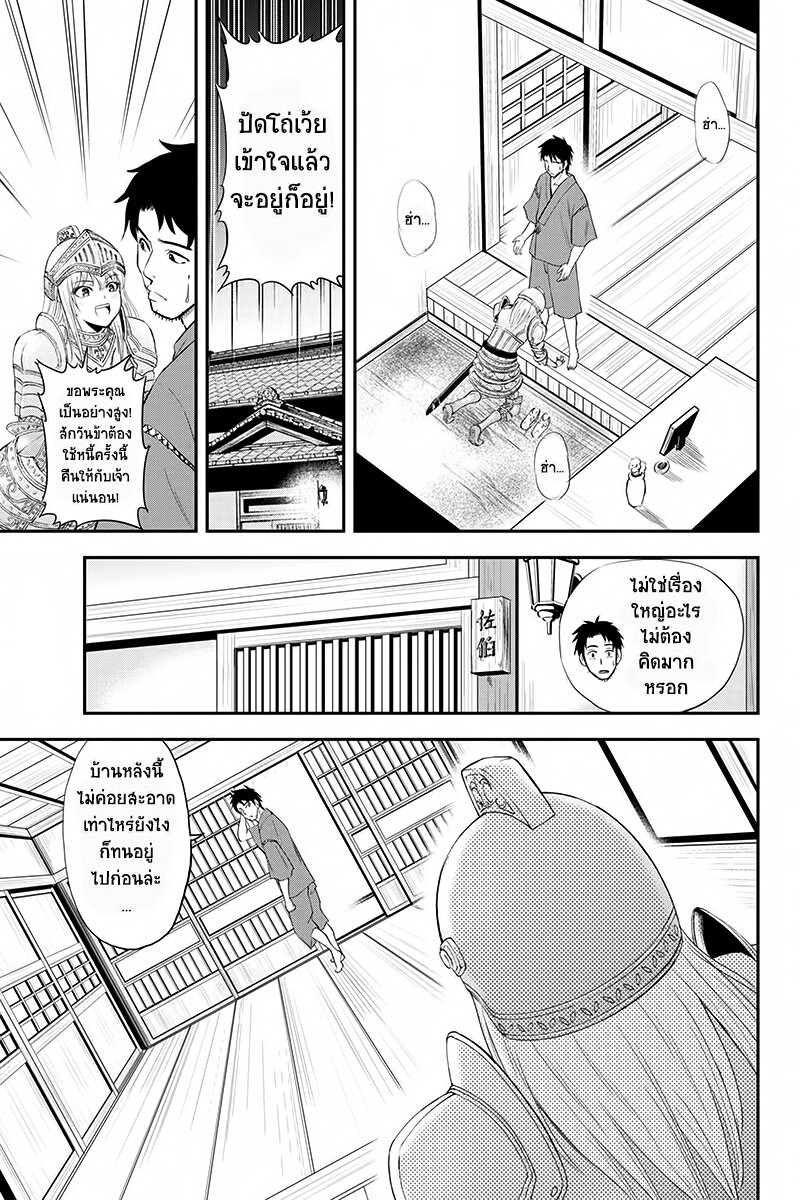 ฮ่า...
ฮ่า...
ฮ่า...
ปัดโถ่เว้ย
เข้าใจแล้ว
จะอยู่ก็อยู่!
ขอพระคุณ
เป็นอย่างสูง!
สักวันข้าต้อง
ใช้หนี้ครั้งนี้
คืนให้กับเจ้า
แน่นอน!
ไม่ใช่เรื่อง
ใหญ่อะไร
ไม่ต้อง
คิดมาก
หรอก
佐伯
บ้านหลังนี้
ไม่ค่อยสะอาด
เท่าไหร่ยังไง
ก็ทนอยู่
ไปก่อนล่ะ
...